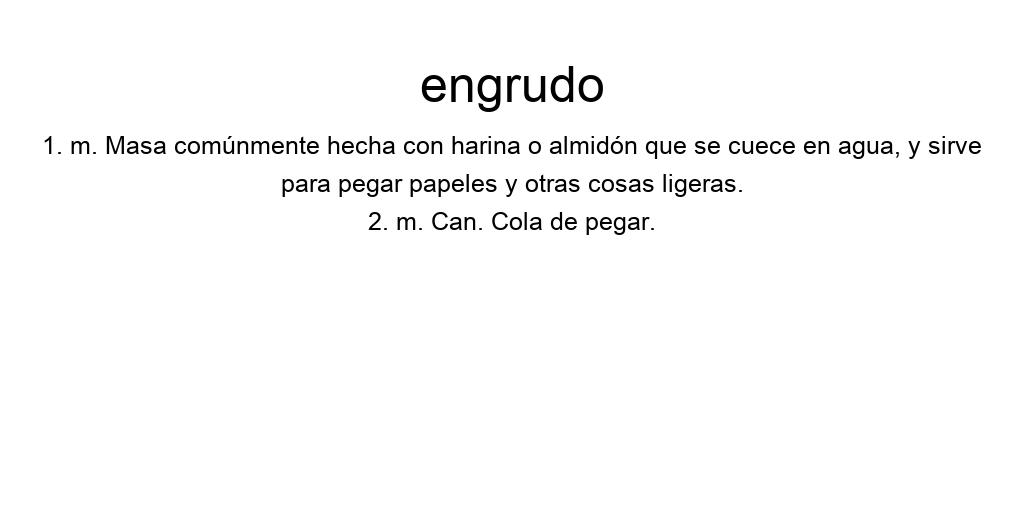 engrudo
1. m. Masa comúnmente hecha con harina o almidón que se cuece en agua, y sirve
para pegar papeles y otras cosas ligeras.
2. m. Can. Cola de pegar.